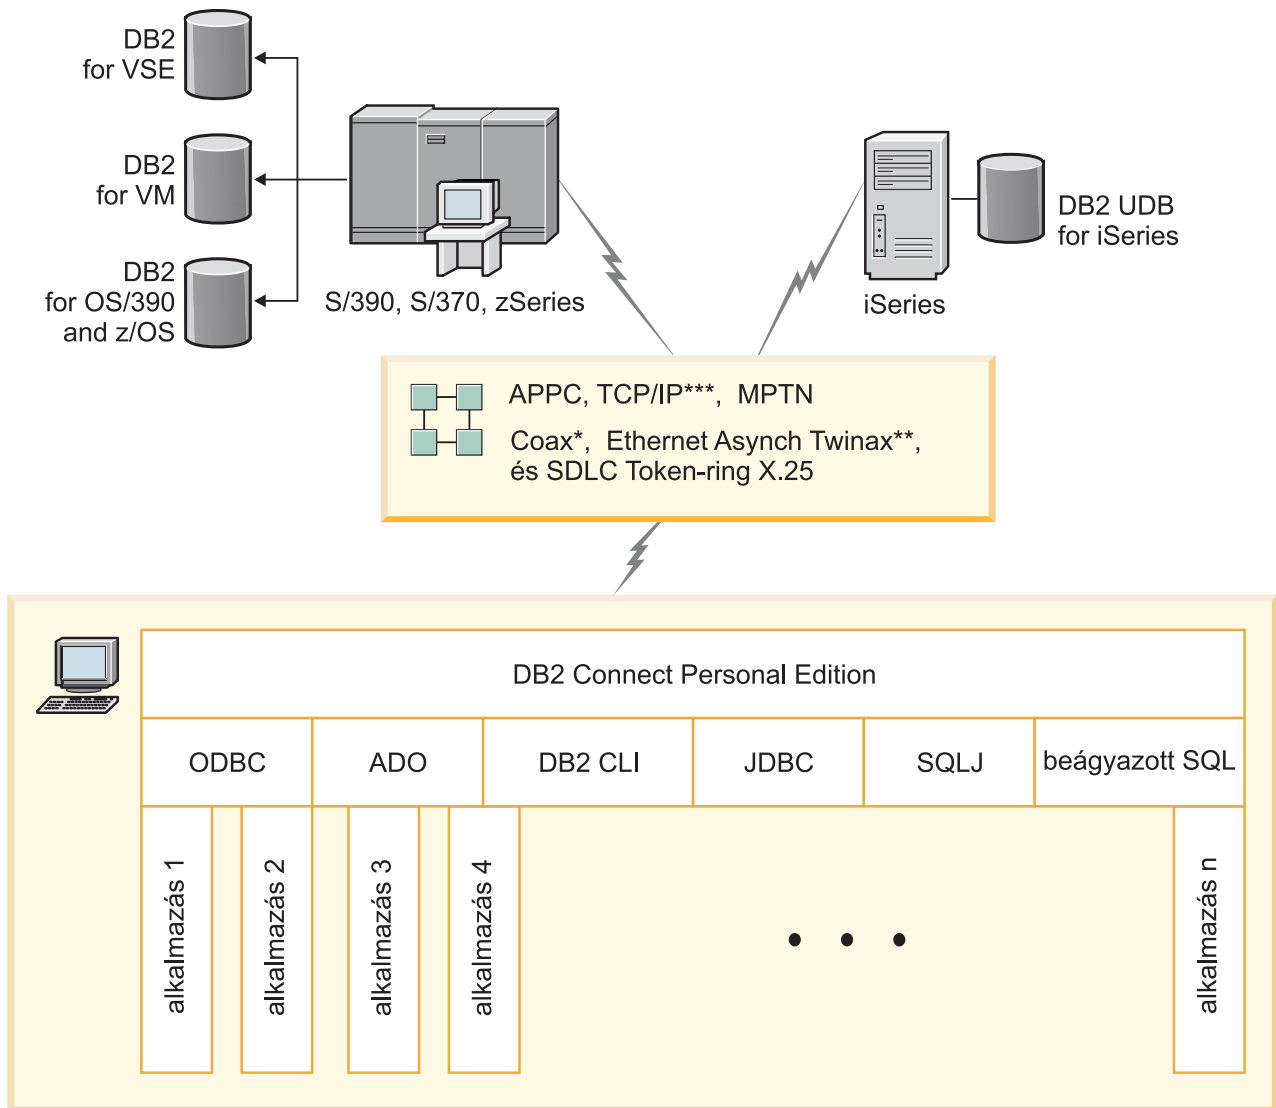 DB2
for VSE
DB2
for VM
DB2
for OS/390
and z/OS
S/390, S/370, zSeries
DB2 UDB
for iSeries
iSeries
APPC, TCP/IP***, MPTN
Coax*, Ethernet Asynch Twinax**,
és SDLC Token-ring X.25
DB2 Connect Personal Edition
ODBC
ADO
DB2 CLI
JDBC
SQLJ
beágyazott SQL
alkalmazás 1
alkalmazás 2
alkalmazás 3
alkalmazás 4
alkalmazás n